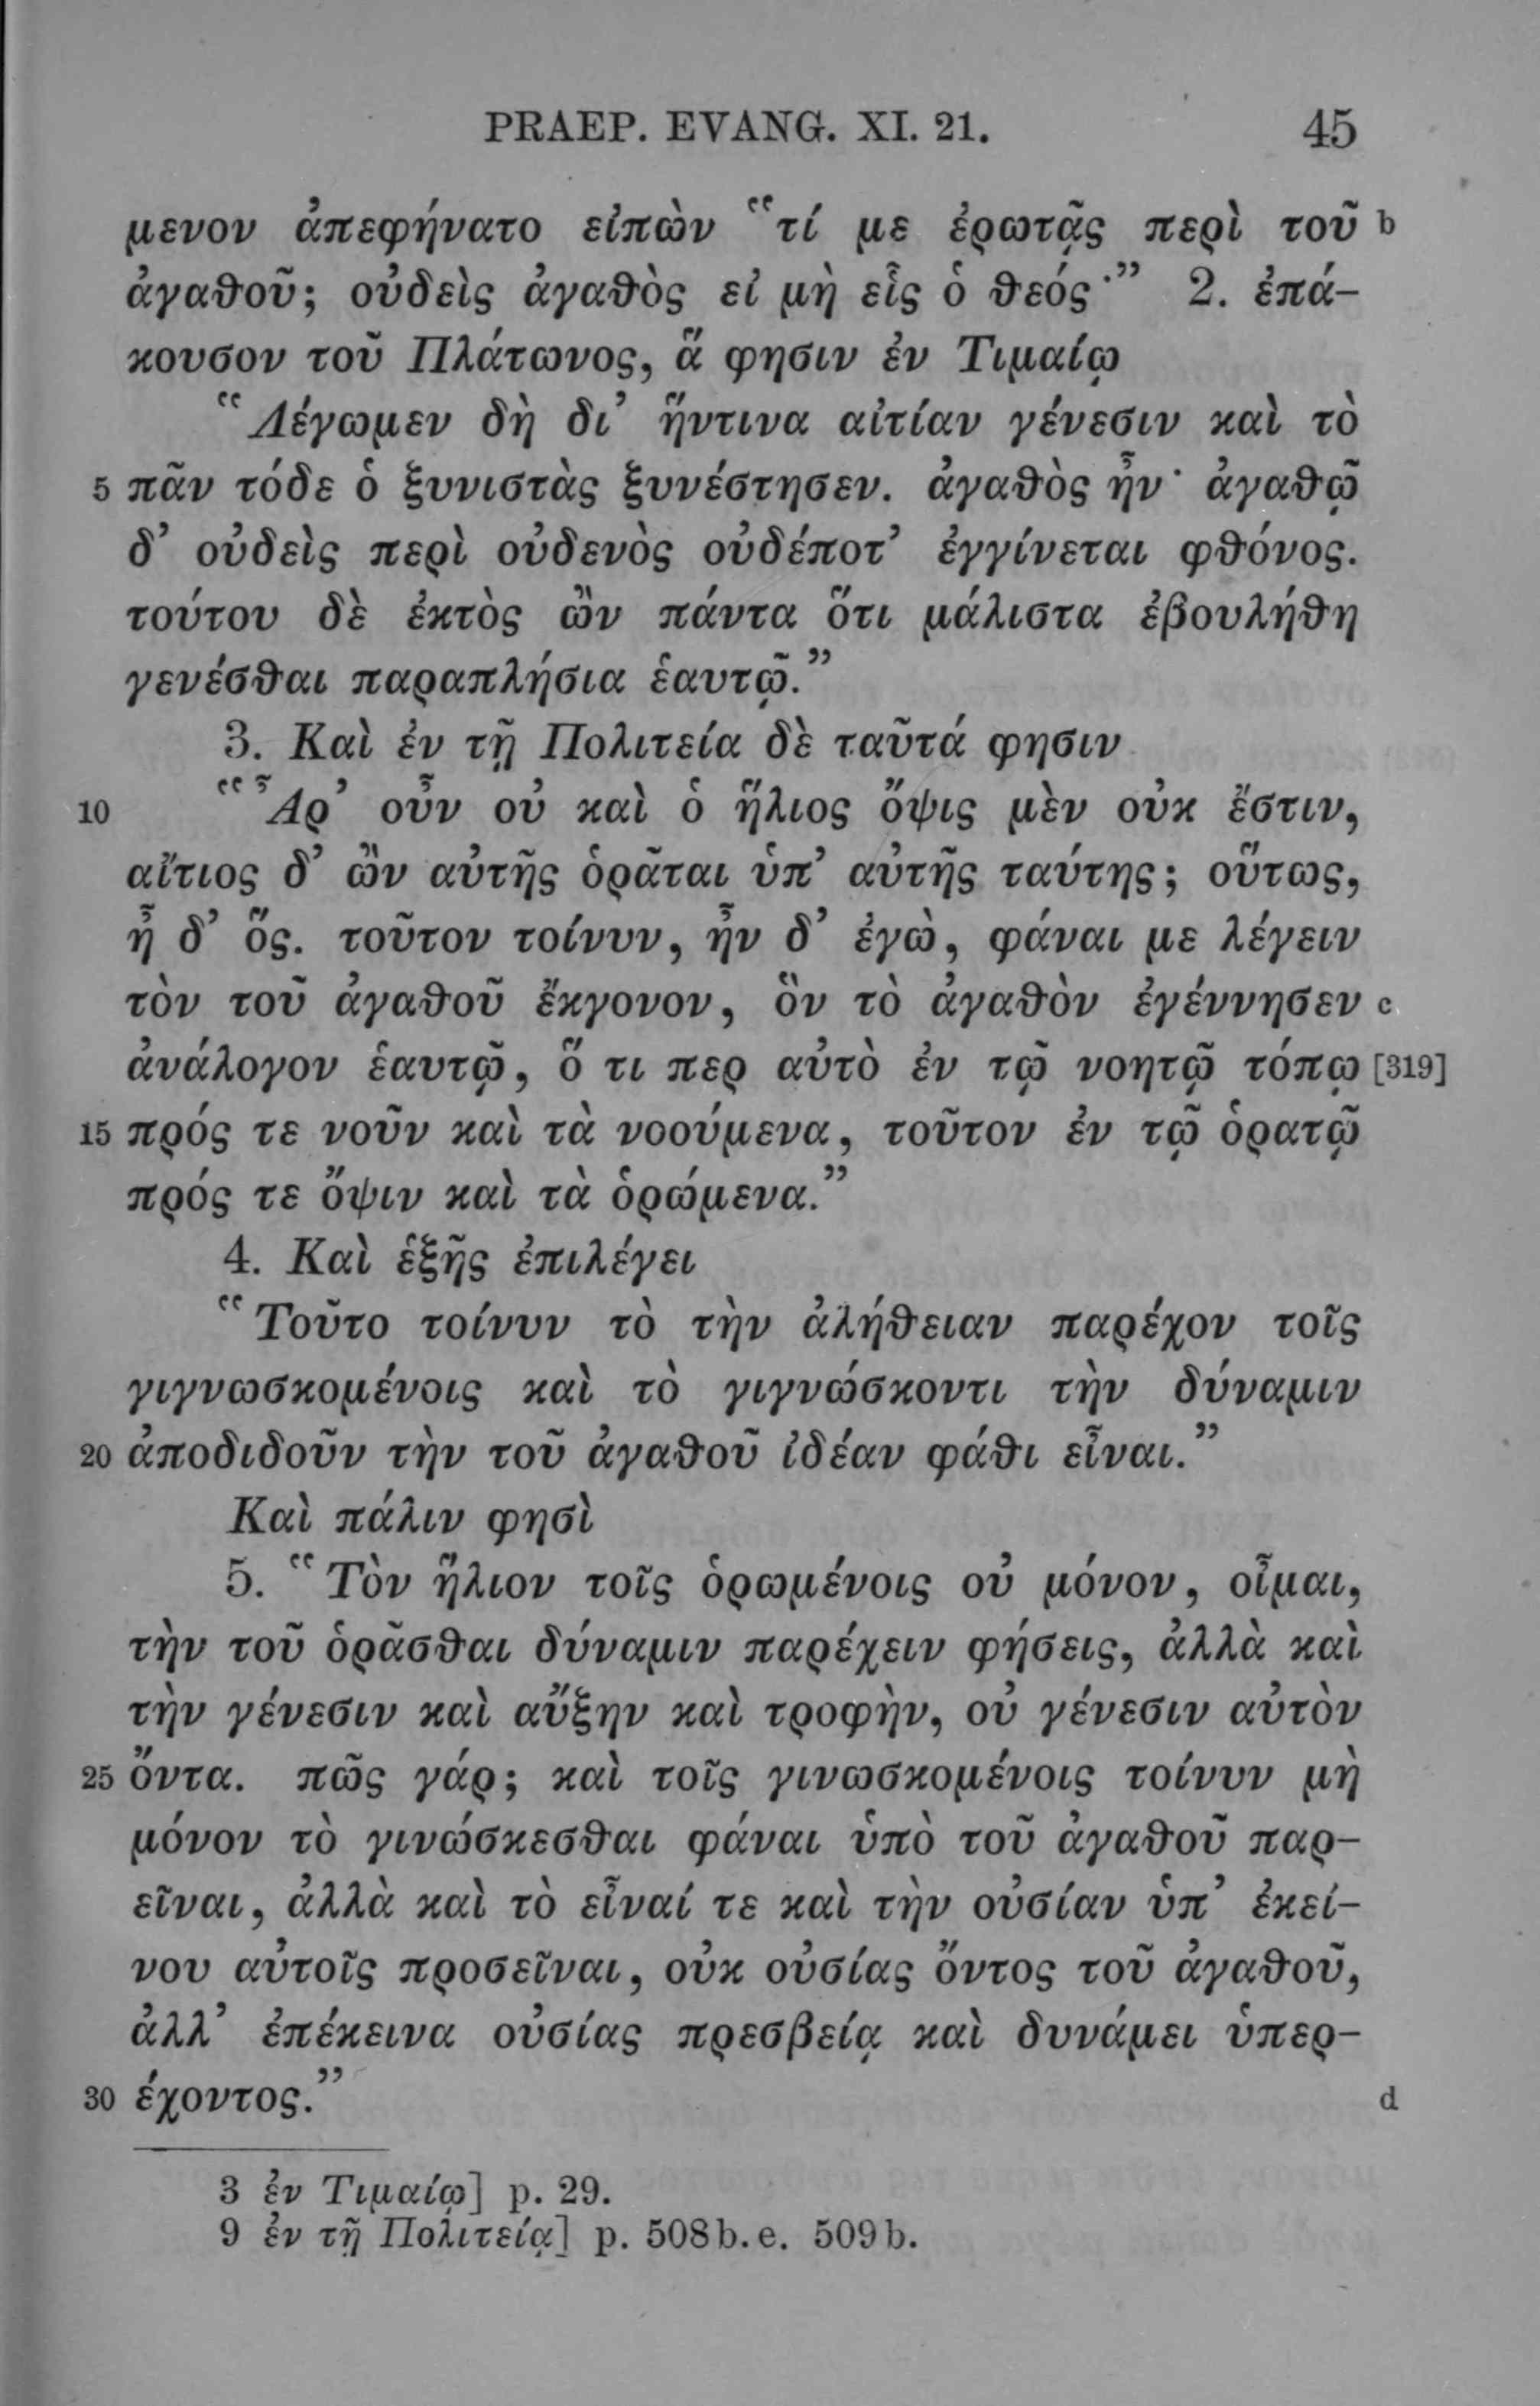 PRAEP. EVANG. XI. 21. 45
μενον ἀπεφήνατο εἰπὼν “τί με ἐρωτᾷς περὶ τοῦ b
ἀγαθοῦ; οὐδεὶς ἀγαθὸς εἰ μὴ εἷς ὁ θεός·” 2. ἐπά-
κουσον τοῦ Πλάτωνος, ἅ φησιν ἐν Τιμαίῳ
“Λέγωμεν δὴ δι’ ἥντινα αἰτίαν γένεσιν καὶ τὸ
5 πᾶν τόδε ὁ ξυνιστὰς ξυνέστησεν. ἀγαθὸς ἦν· ἀγαθῷ
δ’ οὐδεὶς περὶ οὐδενὸς οὐδέποτ’ ἐγγίνεται φθόνος.
τούτου δὲ ἐκτὸς ὢν πάντα ὅτι μάλιστα ἐβουλήθη
γενέσθαι παραπλήσια ἑαυτῷ.”
3. Καὶ ἐν τῇ Πολιτεία δὲ ταῦτά φησιν
10 “Ἆρ’ οὖν οὐ καὶ ὁ ἥλιος ὄψις μὲν οὐκ ἔστιν,
αἴτιος δ’ ὢν αὐτῆς ὁρᾶται ὑπ’ αὐτῆς ταύτης; οὕτως,
ἦ δ’ ὅς. τοῦτον τοίνυν, ἦν δ’ ἐγὼ, φάναι με λέγειν
τὸν τοῦ ἀγαθοῦ ἔκγονον, ὃν τὸ ἀγαθὸν ἐγέννησεν c
ἀνάλογον ἑαυτῷ, ὅ τι περ αὐτὸ ἐν τῷ νοητῷ τόπῳ [319]
15 πρός τε νοῦν καὶ τὰ νοούμενα, τοῦτον ἐν τῷ ὁρατῷ
πρός τε ὄψιν καὶ τὰ ὁρώμενα.”
4. Καὶ ἑξῆς ἐπιλέγει
“Τοῦτο τοίνυν τὸ τὴν ἀλήθειαν παρέχον τοῖς
γιγνωσκομένοις καὶ τὸ γιγνώσκοντι τὴν δύναμιν
20 ἀποδιδοῦν τὴν τοῦ ἀγαθοῦ ἰδέαν φάθι εἶναι.”
Καὶ πάλιν φησὶ
5. “Τὸν ἥλιον τοῖς ὁρωμένοις οὐ μόνον, οἶμαι,
τὴν τοῦ ὁρᾶσθαι δύναμιν παρέχειν φήσεις, ἀλλὰ καὶ
τὴν γένεσιν καὶ αὔξην καὶ τροφὴν, οὐ γένεσιν αὐτὸν
25 ὄντα. πῶς γάρ; καὶ τοῖς γινωσκομένοις τοίνυν μὴ
μόνον τὸ γινώσκεσθαι φάναι ὑπὸ τοῦ ἀγαθοῦ παρ-
εῖναι, ἀλλὰ καὶ τὸ εἶναί τε καὶ τὴν οὐσίαν ὑπ’ ἐκεί-
νου αὐτοῖς προσεῖναι, οὐκ οὐσίας ὄντος τοῦ ἀγαθοῦ,
ἀλλ’ ἐπέκεινα οὐσίας πρεσβείᾳ καὶ δυνάμει ὑπερ-
30 έχοντος.” d
3 ἐν Τιμαίῳ] p. 29.
9 ἐν τῇ Πολιτείᾳ] p. 508b.e. 509b.